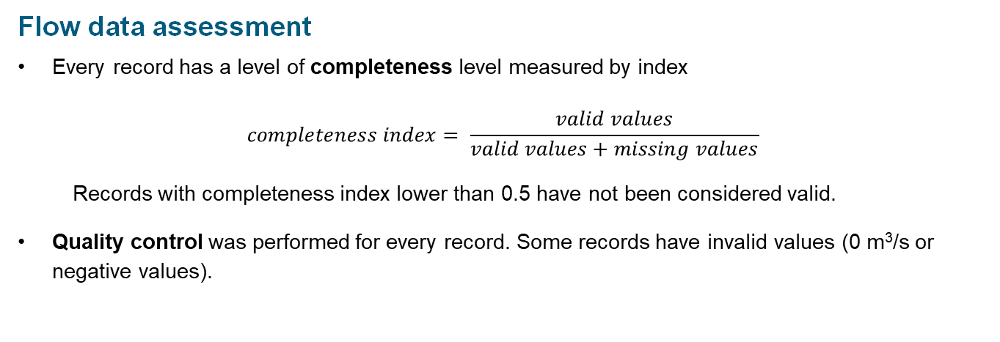 Flow data assessment
• Every record has a level of completeness level measured by index
completeness index = valid values / valid values + missing values
Records with completeness index lower than 0.5 have not been considered valid.
• Quality control was performed for every record. Some records have invalid values (0 m³/s or
negative values).